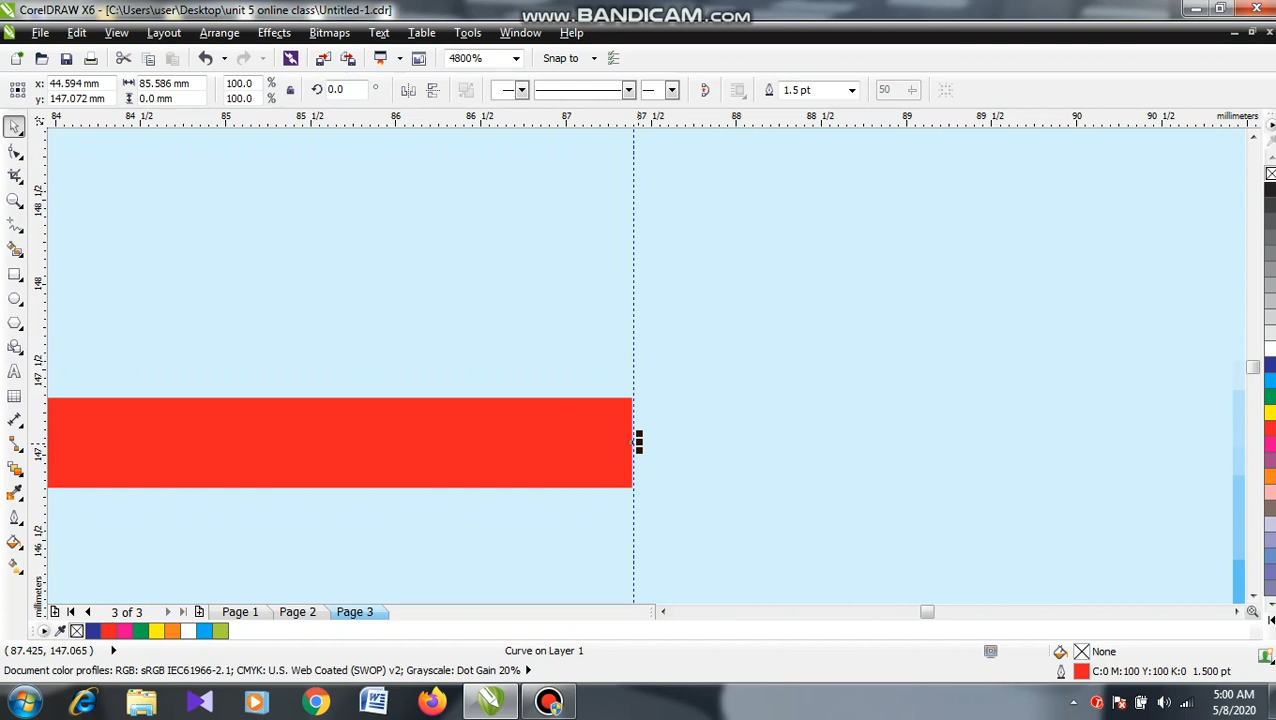 CorelDRAW X6 - [C:\Users\user\Desktop\unit 5 online class\Untitled-1.cdr]
www.BANDICAM.com
File Edit View Layout Arrange Effects Bitmaps Text Table Tools Window Help
4800% Snap to
x: 44.594 mm 85.586 mm 100.0 % 0.0 ° 1.5 pt 50
y: 147.072 mm 0.0 mm 100.0 %
84 84 1/2 85 85 1/2 86 86 1/2 87 87 1/2 88 88 1/2 89 89 1/2 90 90 1/2 millimeters
148 1/2
148
147 1/2
147
146 1/2
millimeters
3 of 3 Page 1 Page 2 Page 3
( 87.425, 147.065 ) Curve on Layer 1 None
Document color profiles: RGB: sRGB IEC61966-2.1; CMYK: U.S. Web Coated (SWOP) v2; Grayscale: Dot Gain 20% C:0 M:100 Y:100 K:0 1.500 pt
5:00 AM
5/8/2020